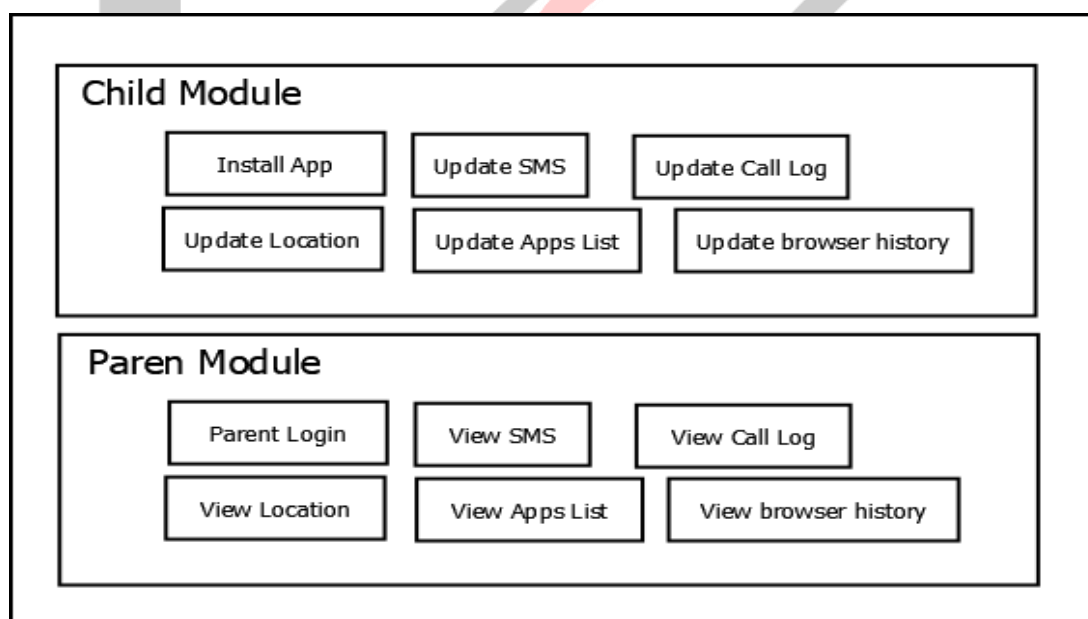 Child Module
Install App
Update SMS
Update Call Log
Update Location
Update Apps List
Update browser history
Paren Module
Parent Login
View SMS
View Call Log
View Location
View Apps List
View browser history